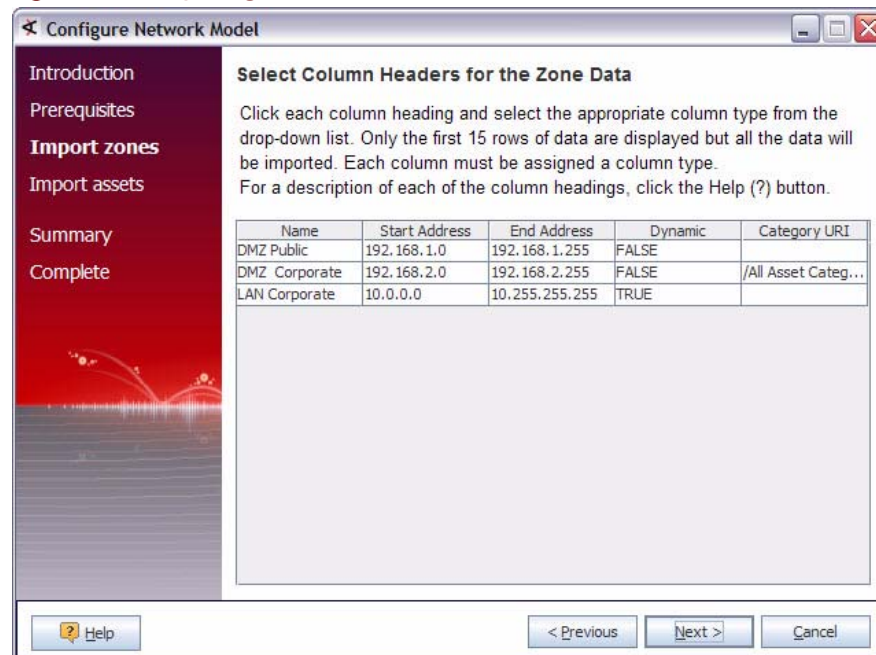 Configure Network Model
Introduction
Prerequisites
Import zones
Import assets
Summary
Complete
Select Column Headers for the Zone Data
Click each column heading and select the appropriate column type from the
drop-down list. Only the first 15 rows of data are displayed but all the data will
be imported. Each column must be assigned a column type.
For a description of each of the column headings, click the Help (?) button.
Name Start Address End Address Dynamic Category URI
DMZ Public 192.168.1.0 192.168.1.255 FALSE
DMZ Corporate 192.168.2.0 192.168.2.255 FALSE /All Asset Categ...
LAN Corporate 10.0.0.0 10.255.255.255 TRUE
Help < Previous Next > Cancel